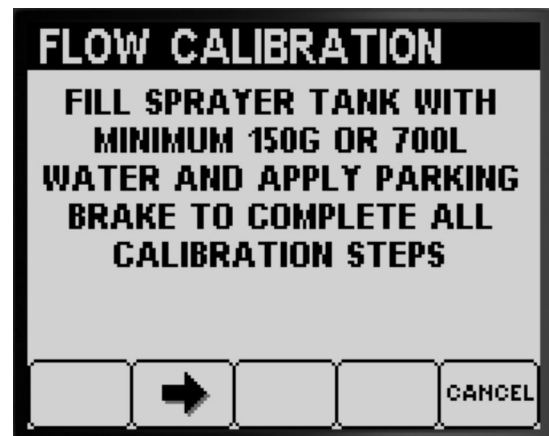 FLOW CALIBRATION
FILL SPRAYER TANK WITH
MINIMUM 150G OR 700L
WATER AND APPLY PARKING
BRAKE TO COMPLETE ALL
CALIBRATION STEPS
CANCEL